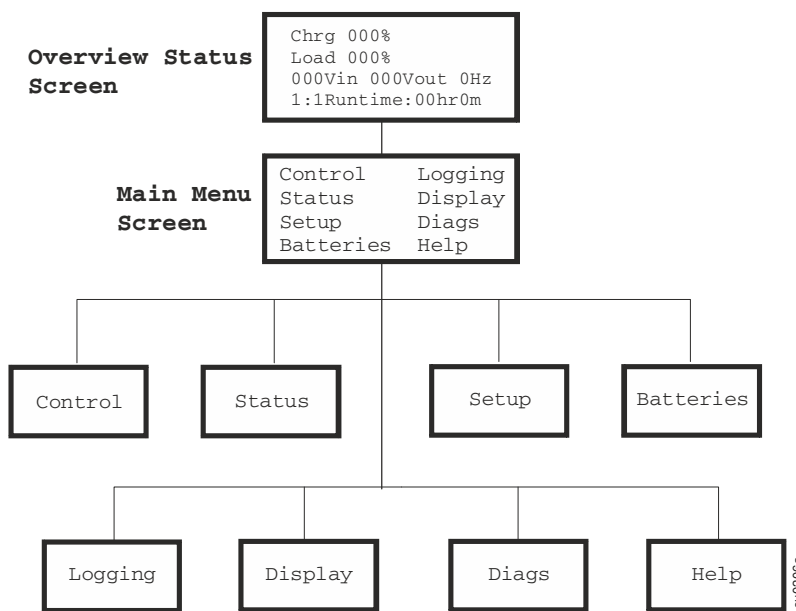 Overview Status
Screen
Chrg 000%
Load 000%
000Vin 000Vout 0Hz
1:1Runtime:00hr0m
Main Menu
Screen
Control Logging
Status Display
Setup Diags
Batteries Help
Control
Status
Setup
Batteries
Logging
Display
Diags
Help